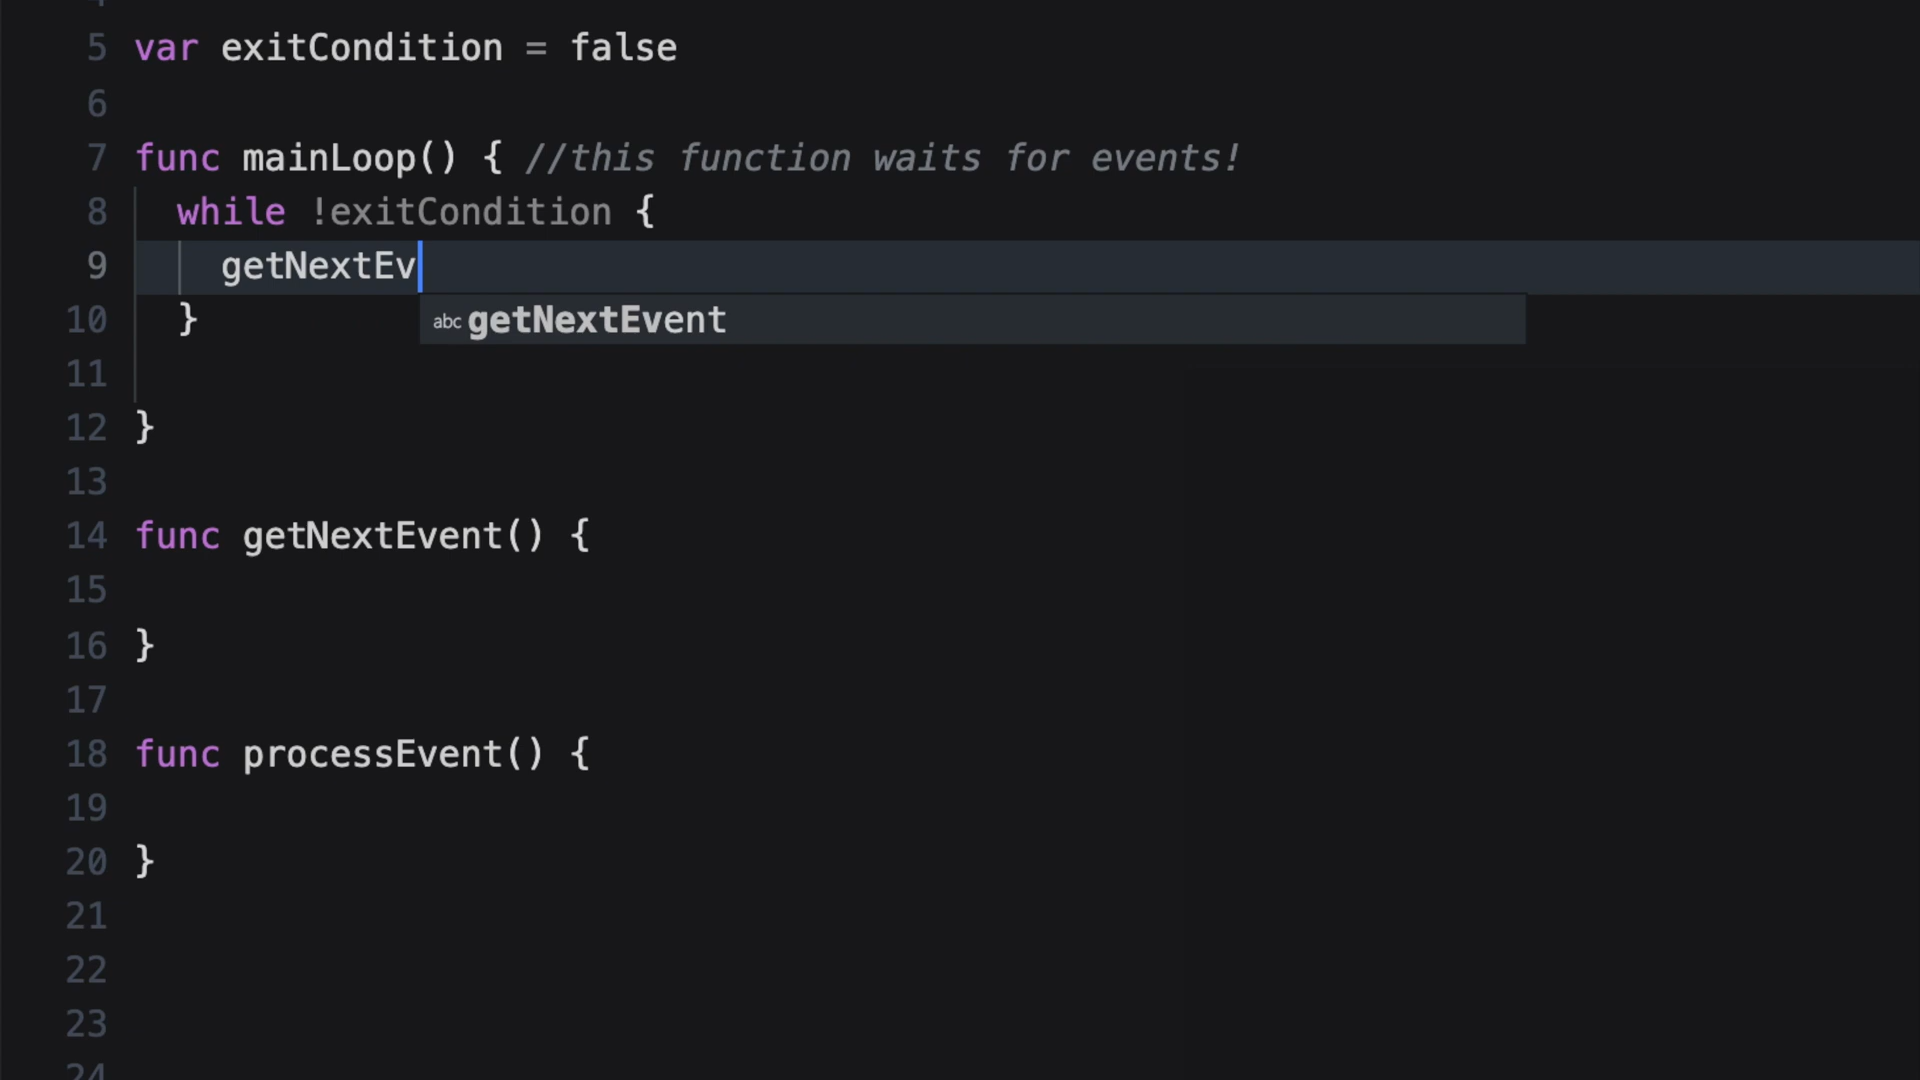 4
5 var exitCondition = false
6
7 func mainLoop() { //this function waits for events!
8 while !exitCondition {
9 getNextEv
10 }
abc getNextEvent
11
12 }
13
14 func getNextEvent() {
15
16 }
17
18 func processEvent() {
19
20 }
21
22
23
24